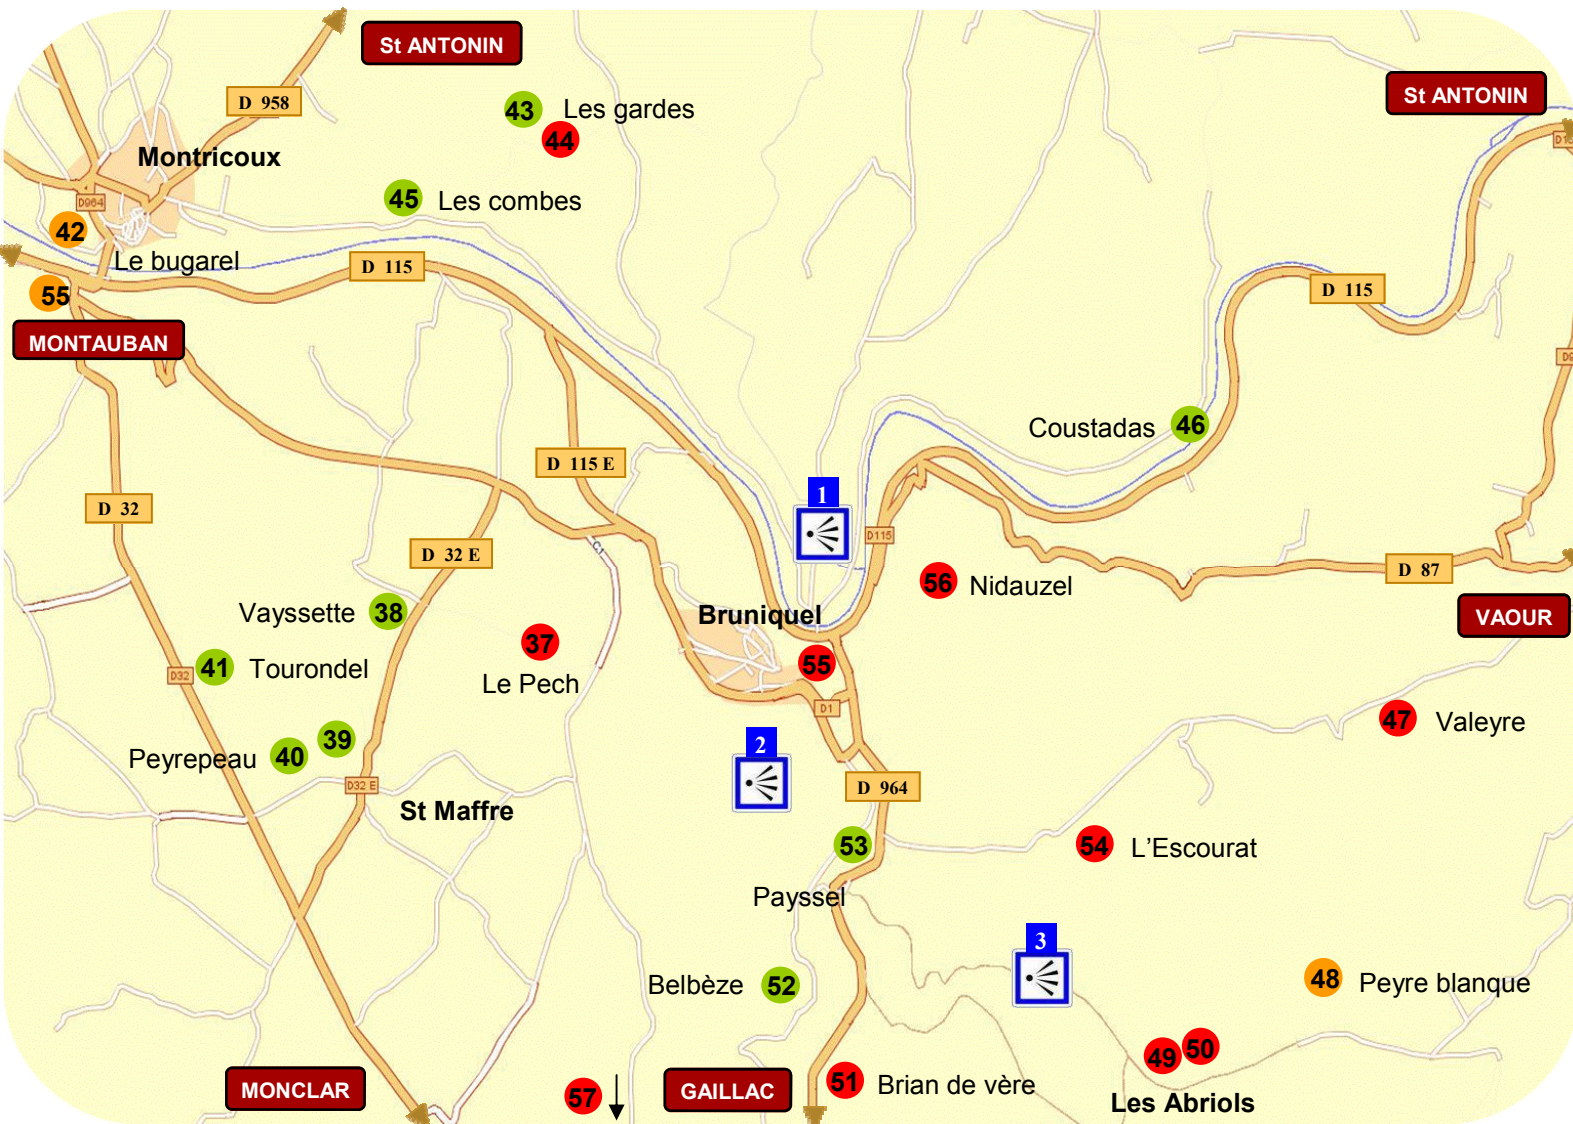 St ANTONIN
D 958
43
Les gardes
44
St ANTONIN
Montricoux
D964
45
Les combes
42
Le bugarel
D 115
55
D 115
MONTAUBAN
Coustadas
46
D 115 E
D 32
1
C.1
D115
D 32 E
56
Nidauzel
D 87
Vayssette
38
Bruniquel
VAOUR
37
Le Pech
55
41
Tourondel
D32
D1
47
Valeyre
39
40
Peyrepeau
2
D32 E
D 964
St Maffre
53
54
L'Escourat
Payssel
3
Belbèze
52
48
Peyre blanque
49
50
MONCLAR
57
GAILLAC
51
Brian de vère
Les Abriols